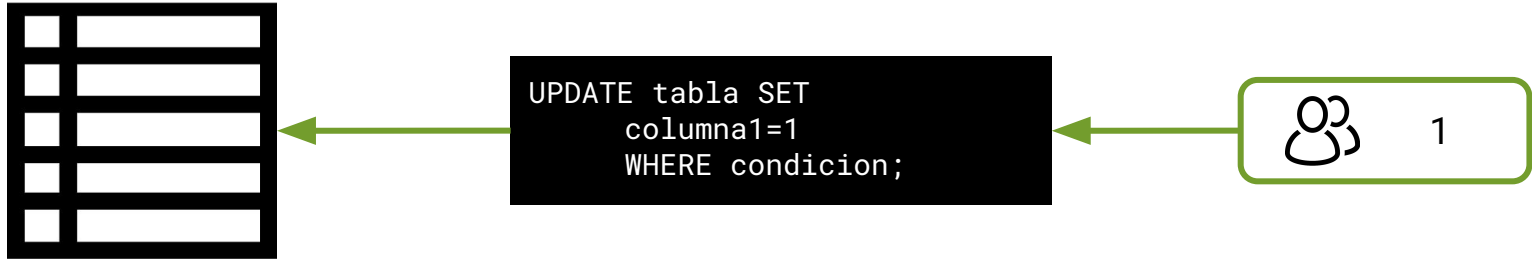 UPDATE tabla SET
columna1=1
WHERE condicion;
1